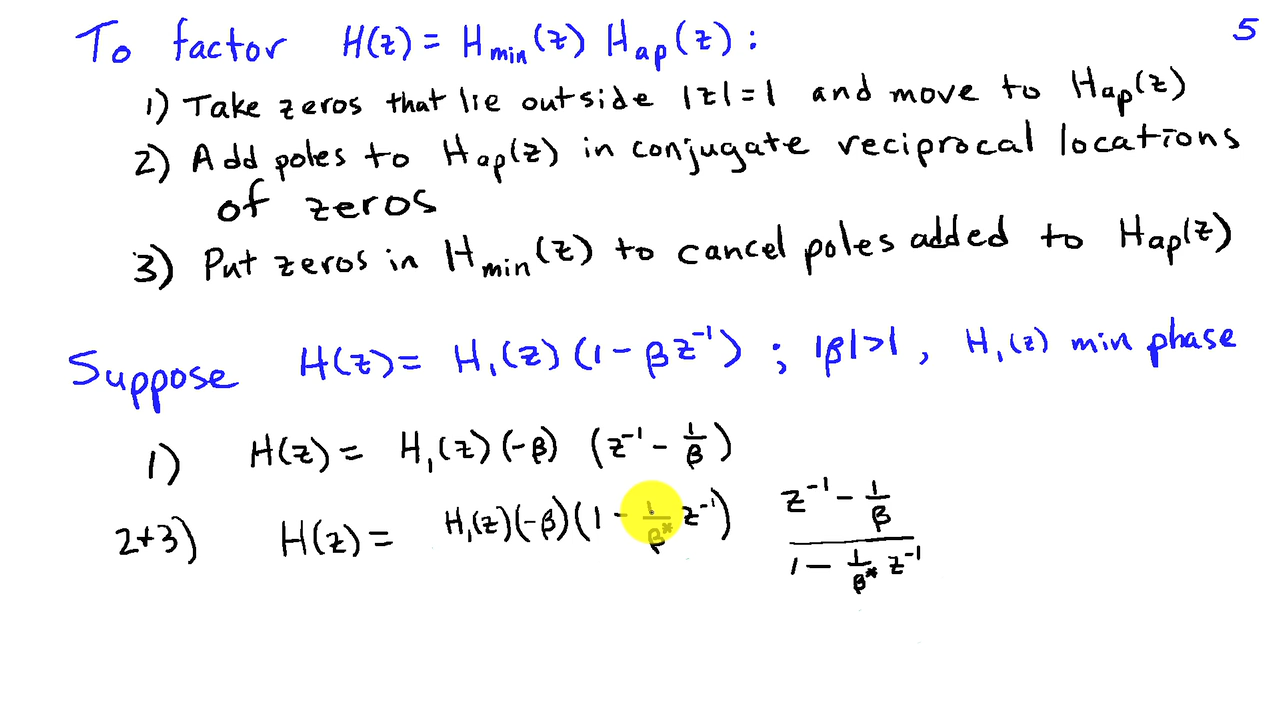 To factor H(z) = H_min(z) H_ap(z) :
5
1) Take zeros that lie outside |z| = 1 and move to H_ap(z)
2) Add poles to H_ap(z) in conjugate reciprocal locations
of zeros
3) Put zeros in H_min(z) to cancel poles added to H_ap(z)
Suppose H(z) = H_1(z) (1 - βz^-1) ; |β| > 1 , H_1(z) min phase
1) H(z) = H_1(z) (-β) (z^-1 - 1/β)
2+3) H(z) = H_1(z)(-β)(1 - 1/β* z^-1) (z^-1 - 1/β)/(1 - 1/β* z^-1)